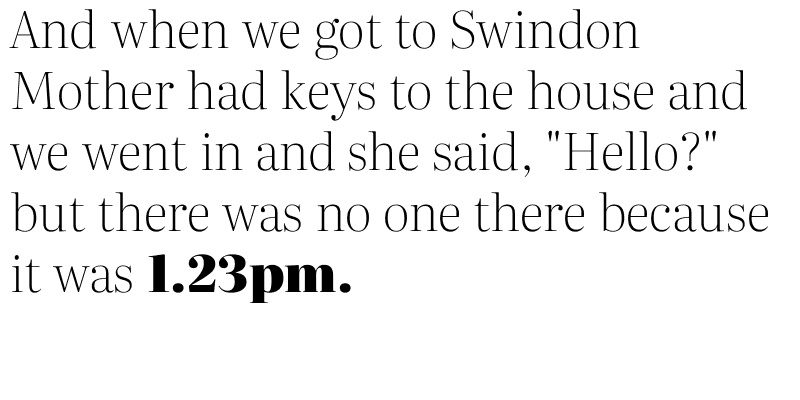 And when we got to Swindon
Mother had keys to the house and
we went in and she said, "Hello?"
but there was no one there because
it was 1.23pm.